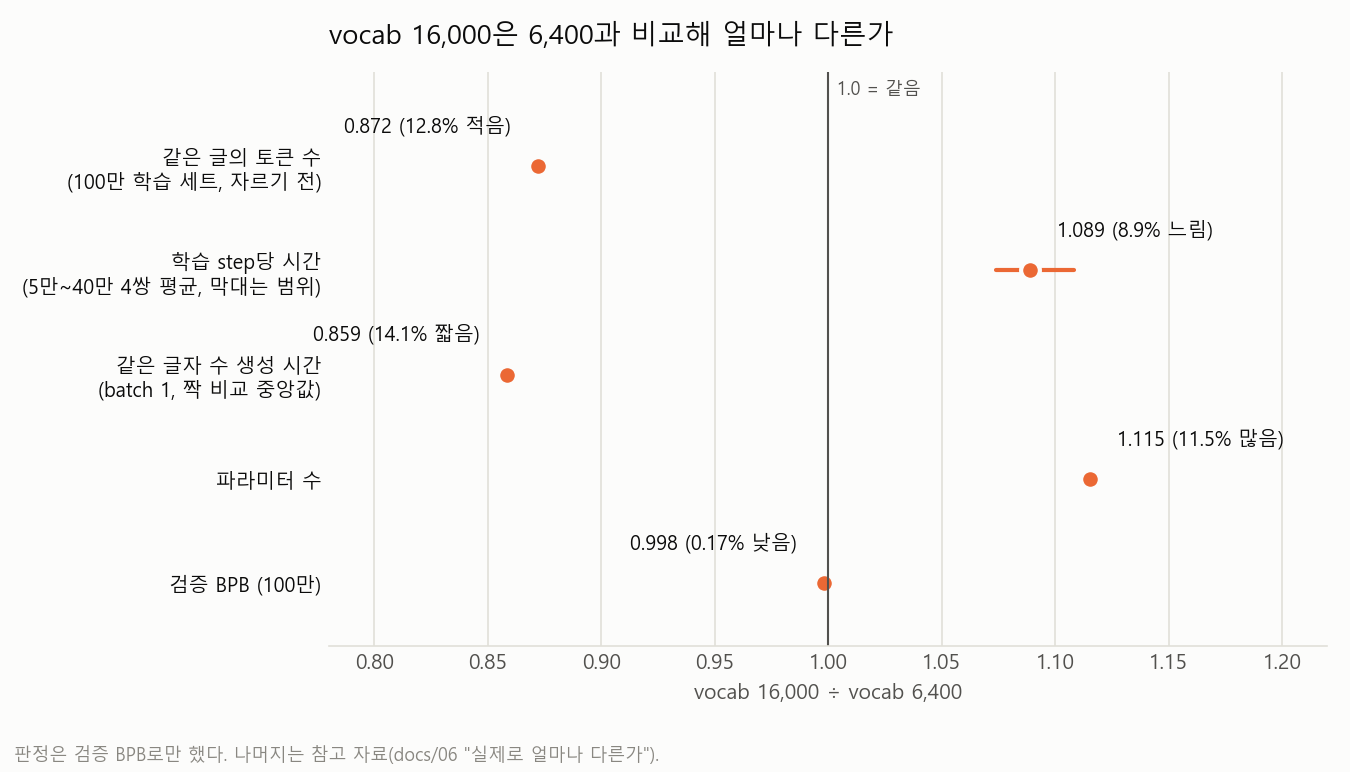 vocab 16,000은 6,400과 비교해 얼마나 다른가
1.0 = 같음
0.872 (12.8% 적음)
같은 글의 토큰 수
(100만 학습 세트, 자르기 전)
1.089 (8.9% 느림)
학습 step당 시간
(5만~40만 4쌍 평균, 막대는 범위)
0.859 (14.1% 짧음)
같은 글자 수 생성 시간
(batch 1, 짝 비교 중앙값)
1.115 (11.5% 많음)
파라미터 수
0.998 (0.17% 낮음)
검증 BPB (100만)
0.80 0.85 0.90 0.95 1.00 1.05 1.10 1.15 1.20
vocab 16,000 ÷ vocab 6,400
판정은 검증 BPB로만 했다. 나머지는 참고 자료(docs/06 "실제로 얼마나 다른가").